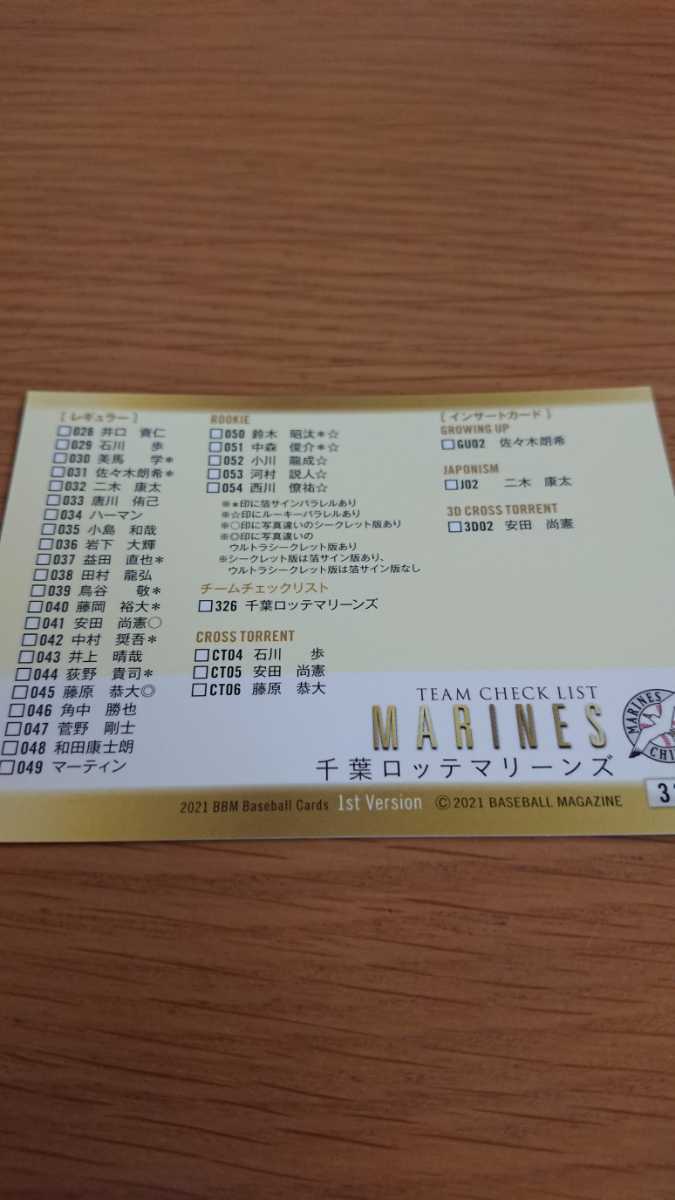 [ レギュラー ]
□028 井口 資仁
□029 石川 歩
□030 美馬 学＊
□031 佐々木朗希＊
□032 二木 康太
□033 唐川 侑己
□034 ハーマン
□035 小島 和哉
□036 岩下 大輝
□037 益田 直也＊
□038 田村 龍弘
□039 鳥谷 敬＊
□040 藤岡 裕大＊
□041 安田 尚憲○
□042 中村 奨吾＊
□043 井上 晴哉
□044 荻野 貴司＊
□045 藤原 恭大◎
□046 角中 勝也
□047 菅野 剛士
□048 和田康士朗
□049 マーティン
ROOKIE
□050 鈴木 昭汰＊☆
□051 中森 俊介＊☆
□052 小川 龍成☆
□053 河村 説人☆
□054 西川 僚祐☆
※＊印に箔サインパラレルあり
※☆印にルーキーパラレルあり
※○印に写真違いのシークレット版あり
※◎印に写真違いの
ウルトラシークレット版あり
※シークレット版は箔サイン版あり、
ウルトラシークレット版は箔サイン版なし
チームチェックリスト
□326 千葉ロッテマリーンズ
CROSS TORRENT
□CT04 石川 歩
□CT05 安田 尚憲
□CT06 藤原 恭大
[ インサートカード ]
GROWING UP
□GU02 佐々木朗希
JAPONISM
□J02 二木 康太
3D CROSS TORRENT
□3D02 安田 尚憲
TEAM CHECK LIST
MARINES
千葉ロッテマリーンズ
MARINES
2021 BBM Baseball Cards 1st Version © 2021 BASEBALL MAGAZINE